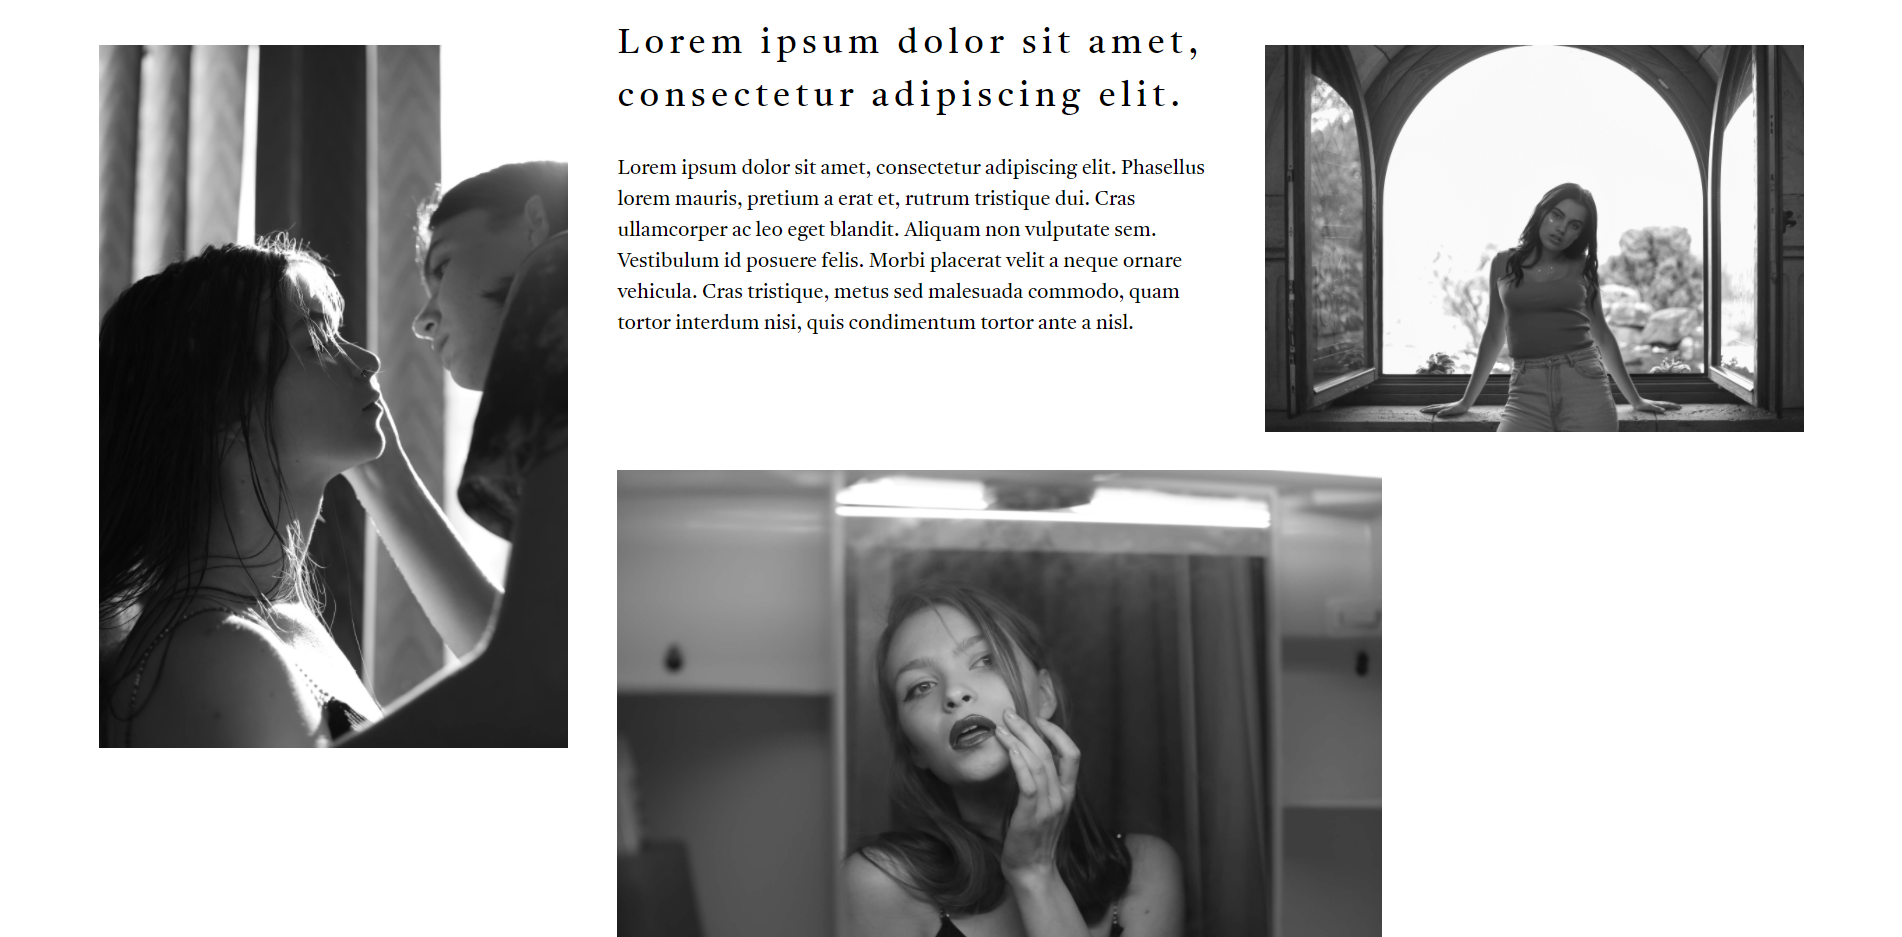 Lorem ipsum dolor sit amet,
consectetur adipiscing elit.
Lorem ipsum dolor sit amet, consectetur adipiscing elit. Phasellus
lorem mauris, pretium a erat et, rutrum tristique dui. Cras
ullamcorper ac leo eget blandit. Aliquam non vulputate sem.
Vestibulum id posuere felis. Morbi placerat velit a neque ornare
vehicula. Cras tristique, metus sed malesuada commodo, quam
tortor interdum nisi, quis condimentum tortor ante a nisl.